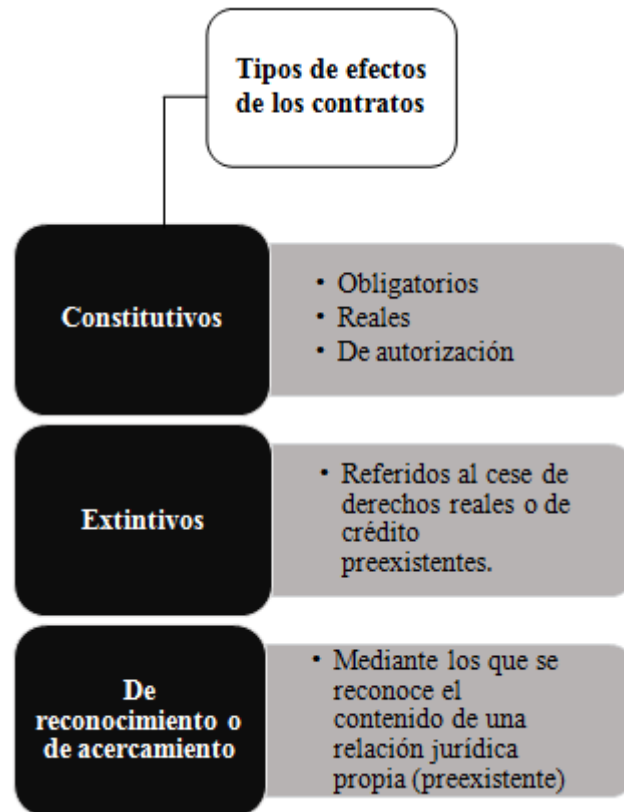 Tipos de efectos
de los contratos
Constitutivos
• Obligatorios
• Reales
• De autorización
Extintivos
• Referidos al cese de
derechos reales o de
crédito
preexistentes.
De
reconocimiento o
de acercamiento
• Mediante los que se
reconoce el
contenido de una
relación jurídica
propia (preexistente)